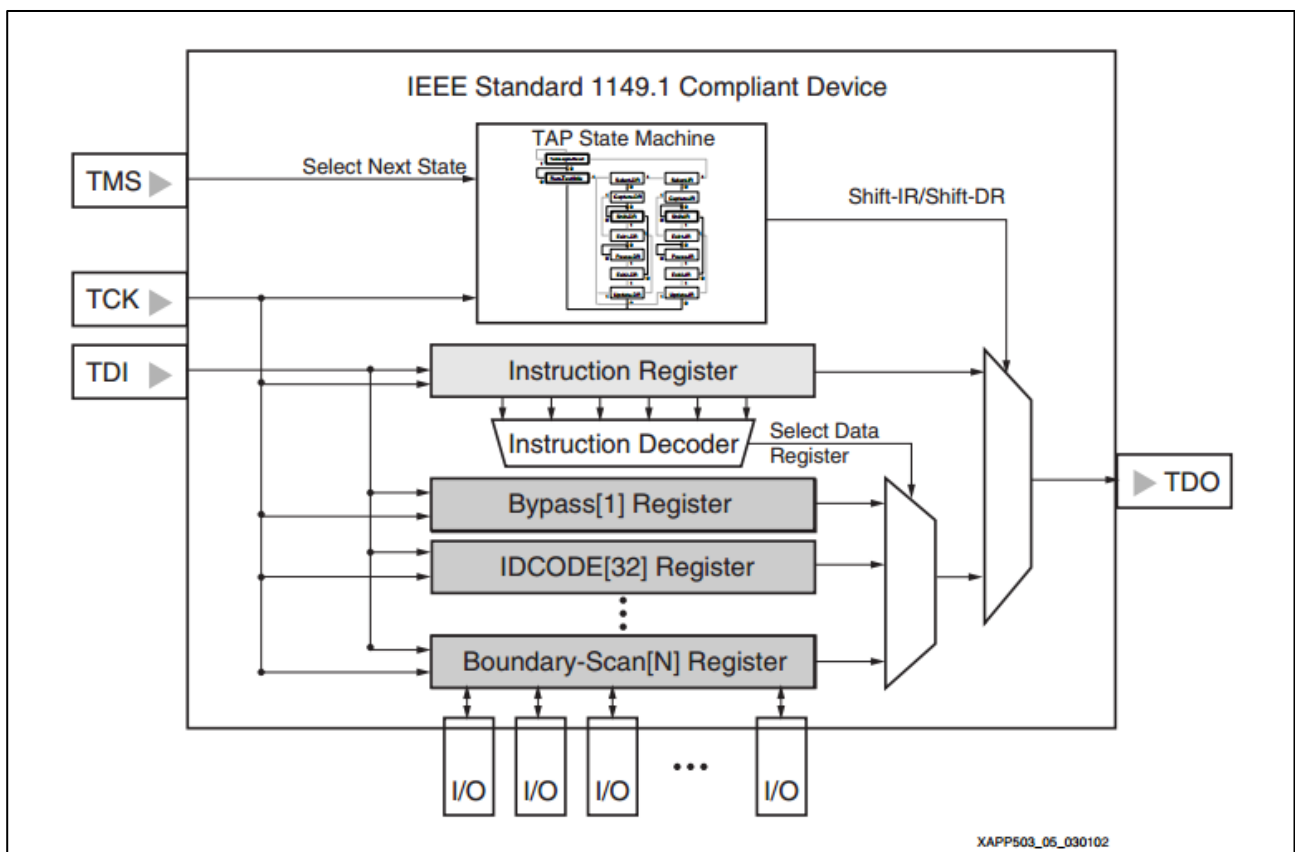 IEEE Standard 1149.1 Compliant Device
TAP State Machine
TMS
Select Next State
Shift-IR/Shift-DR
TCK
TDI
Instruction Register
Instruction Decoder
Select Data
Register
Bypass[1] Register
TDO
IDCODE[32] Register
Boundary-Scan[N] Register
I/O
I/O
I/O
I/O
XAPP503_05_030102